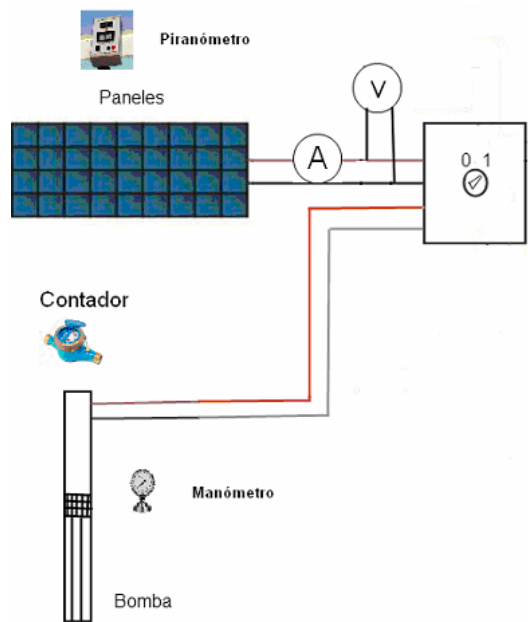 Piranómetro
Paneles
V
A
0 1
Contador
Manómetro
Bomba